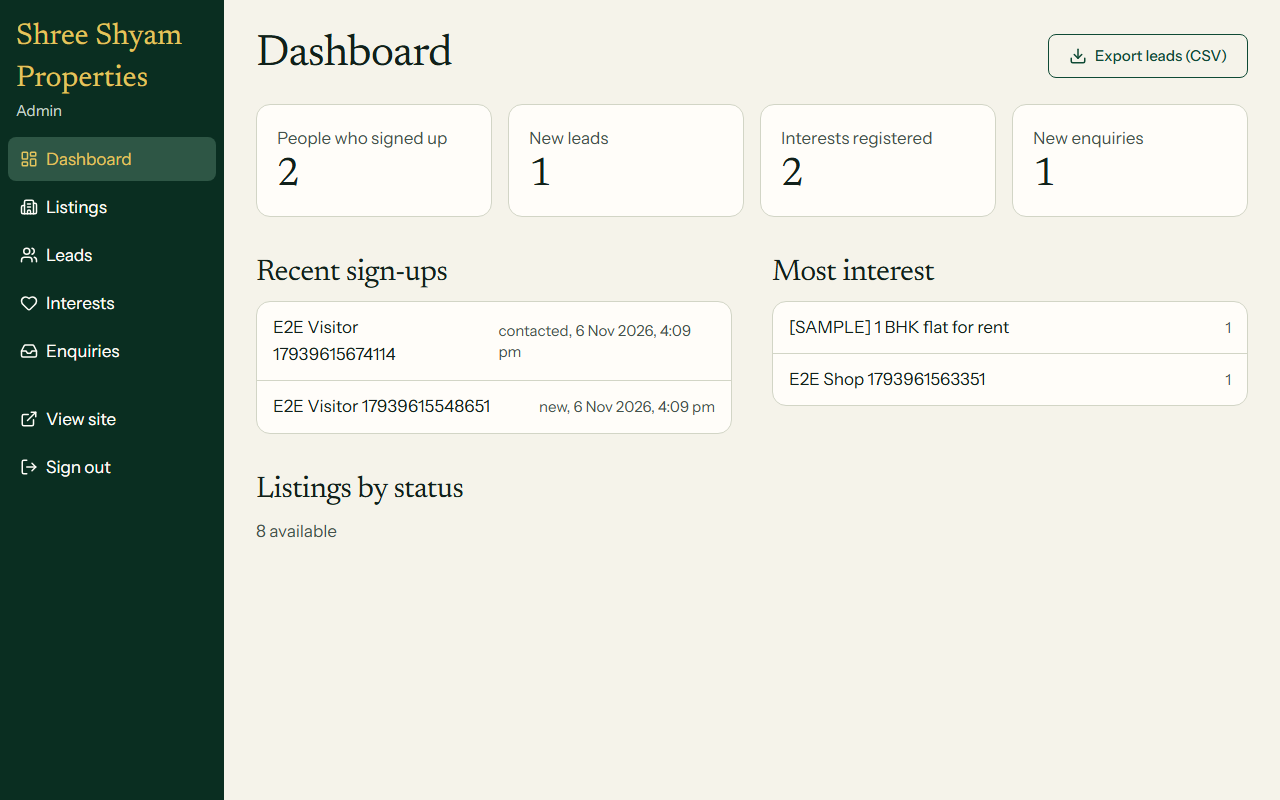 Shree Shyam
Properties
Admin
Dashboard
Listings
Leads
Interests
Enquiries
View site
Sign out
Dashboard
Export leads (CSV)
People who signed up
2
New leads
1
Interests registered
2
New enquiries
1
Recent sign-ups
E2E Visitor
17939615674114
contacted, 6 Nov 2026, 4:09
pm
E2E Visitor 17939615548651
new, 6 Nov 2026, 4:09 pm
Most interest
[SAMPLE] 1 BHK flat for rent
1
E2E Shop 1793961563351
1
Listings by status
8 available